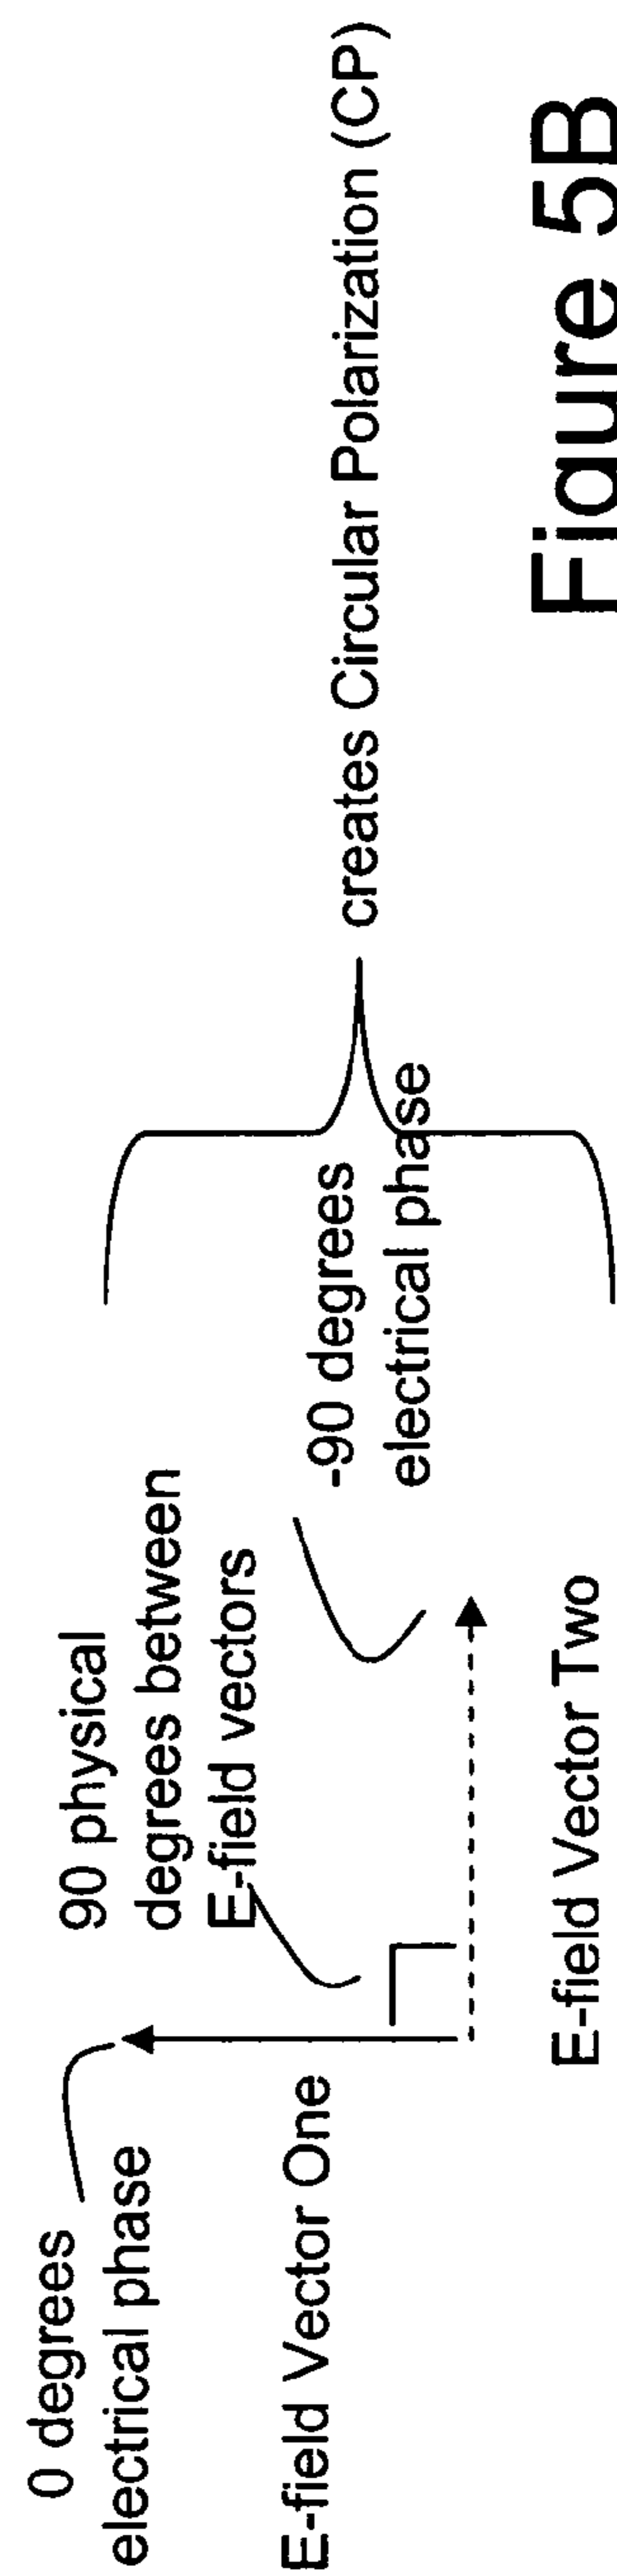 0 degrees
electrical phase
E-field Vector One
90 physical
degrees between
E-field vectors
-90 degrees
electrical phase
E-field Vector Two
creates Circular Polarization (CP)
Figure 5B